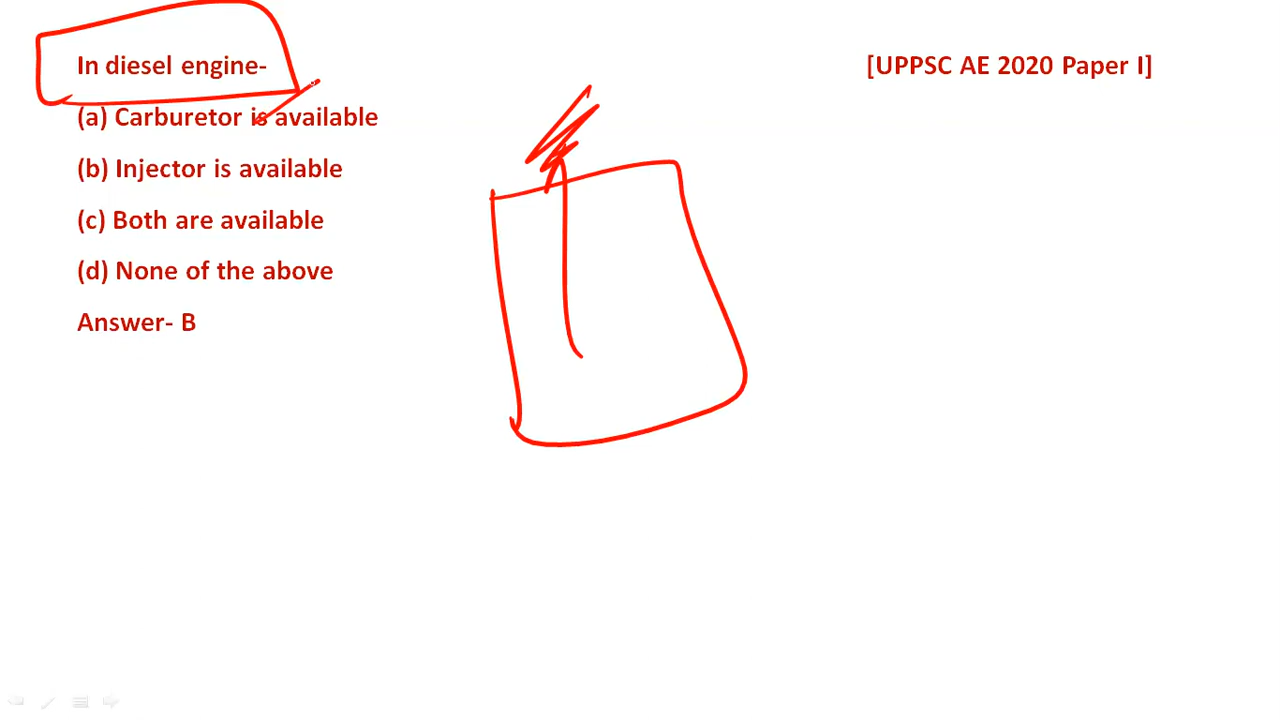 In diesel engine-
[UPPSC AE 2020 Paper I]
(a) Carburetor is available
(b) Injector is available
(c) Both are available
(d) None of the above
Answer- B